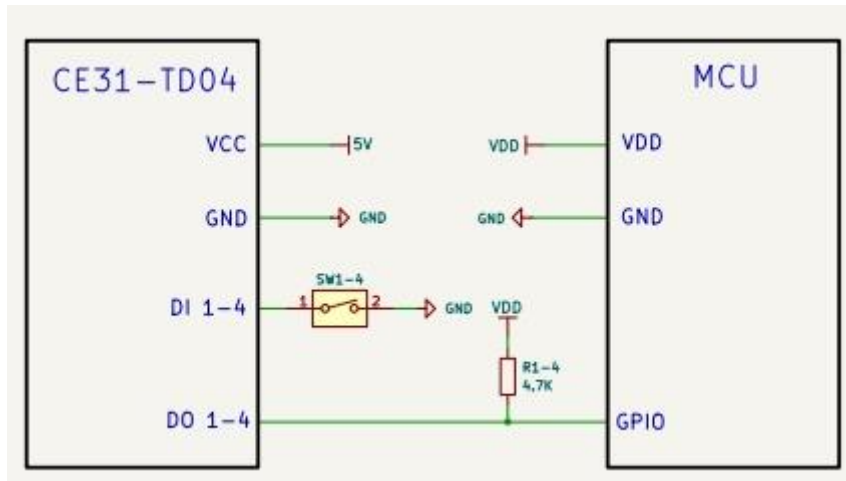 CE31-TD04
MCU
VCC
5V
VDD
VDD
GND
GND
GND
GND
SW1-4
DI 1-4
1
2
GND
VDD
R1-4
4,7K
DO 1-4
GPIO